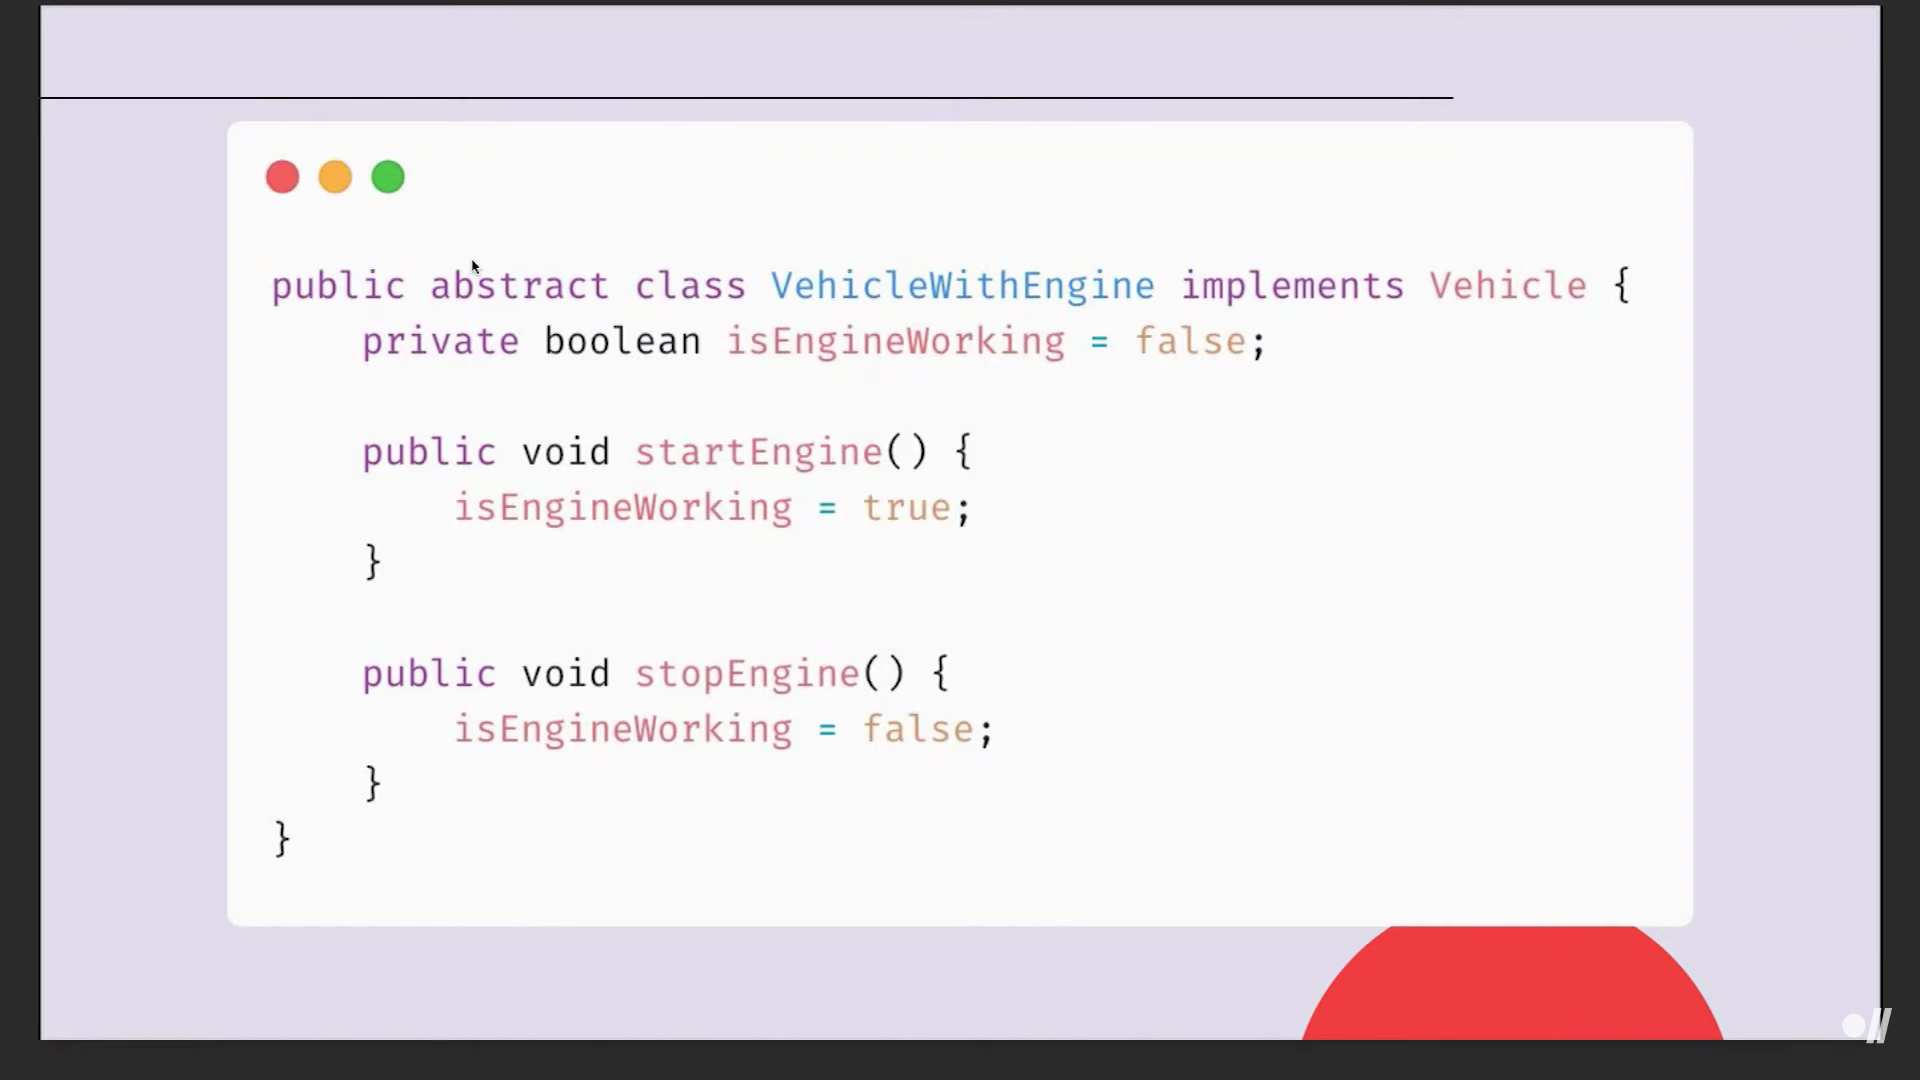 public abstract class VehicleWithEngine implements Vehicle {
    private boolean isEngineWorking = false;

    public void startEngine() {
        isEngineWorking = true;
    }

    public void stopEngine() {
        isEngineWorking = false;
    }
}